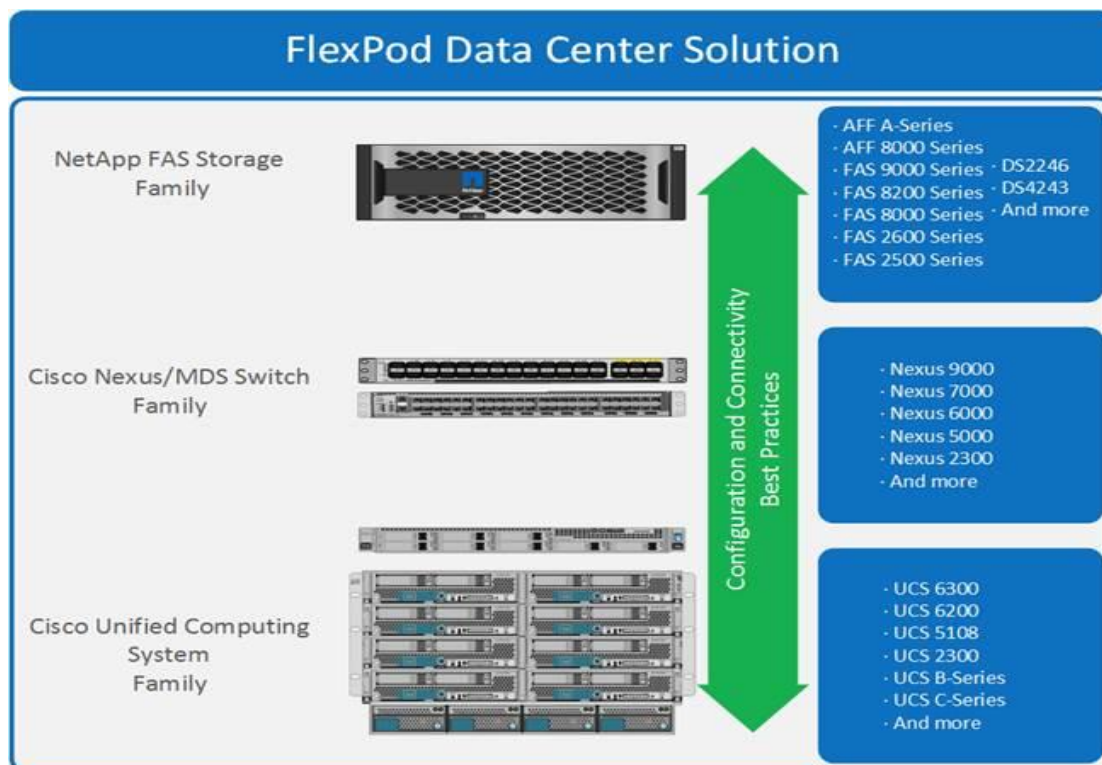 FlexPod Data Center Solution
NetApp FAS Storage
Family
· AFF A-Series
· AFF 8000 Series
· FAS 9000 Series
· FAS 8200 Series
· FAS 8000 Series
· FAS 2600 Series
· FAS 2500 Series
· DS2246
· DS4243
· And more
Configuration and Connectivity
Best Practices
Cisco Nexus/MDS Switch
Family
· Nexus 9000
· Nexus 7000
· Nexus 6000
· Nexus 5000
· Nexus 2300
· And more
Cisco Unified Computing
System
Family
· UCS 6300
· UCS 6200
· UCS 5108
· UCS 2300
· UCS B-Series
· UCS C-Series
· And more